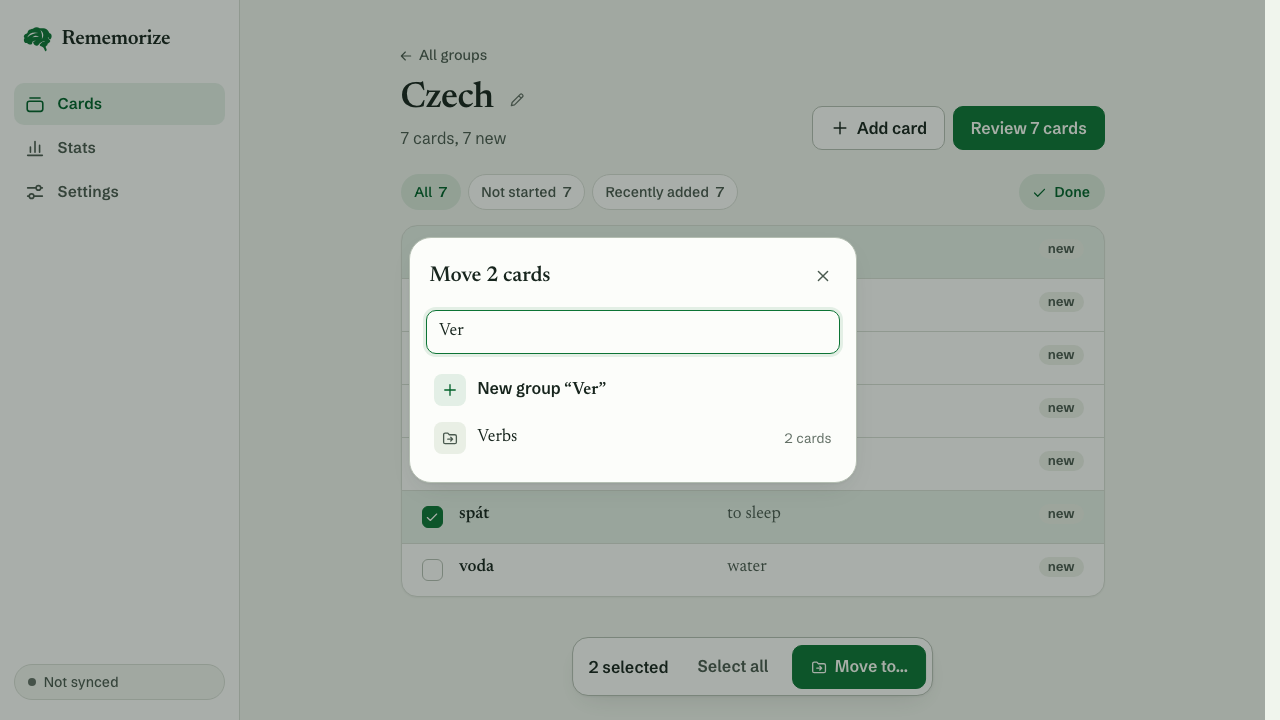 Rememorize
Cards
Stats
Settings
Not synced
All groups
Czech
7 cards, 7 new
Add card
Review 7 cards
All 7
Not started 7
Recently added 7
Done
new
new
new
new
new
Move 2 cards
Ver
New group “Ver”
Verbs
2 cards
spát to sleep new
voda water new
2 selected
Select all
Move to...